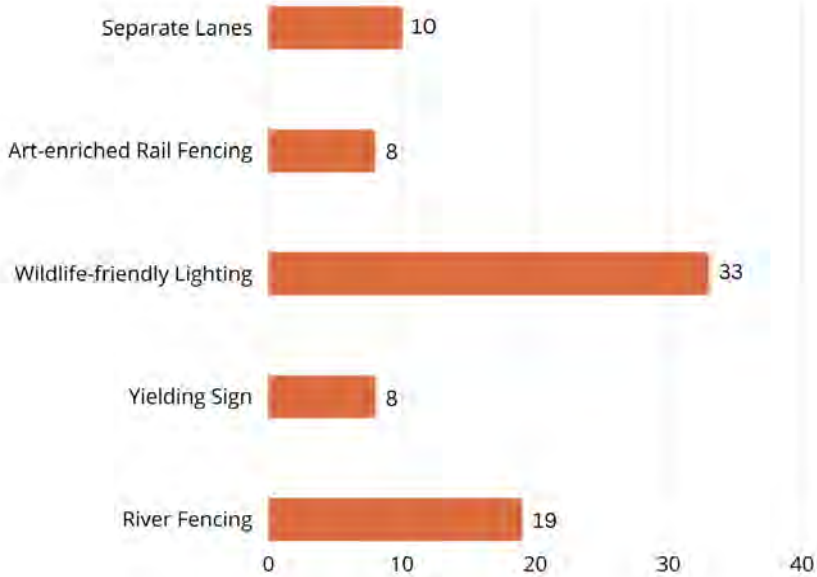 Separate Lanes 10
Art-enriched Rail Fencing 8
Wildlife-friendly Lighting 33
Yielding Sign 8
River Fencing 19
0 10 20 30 40